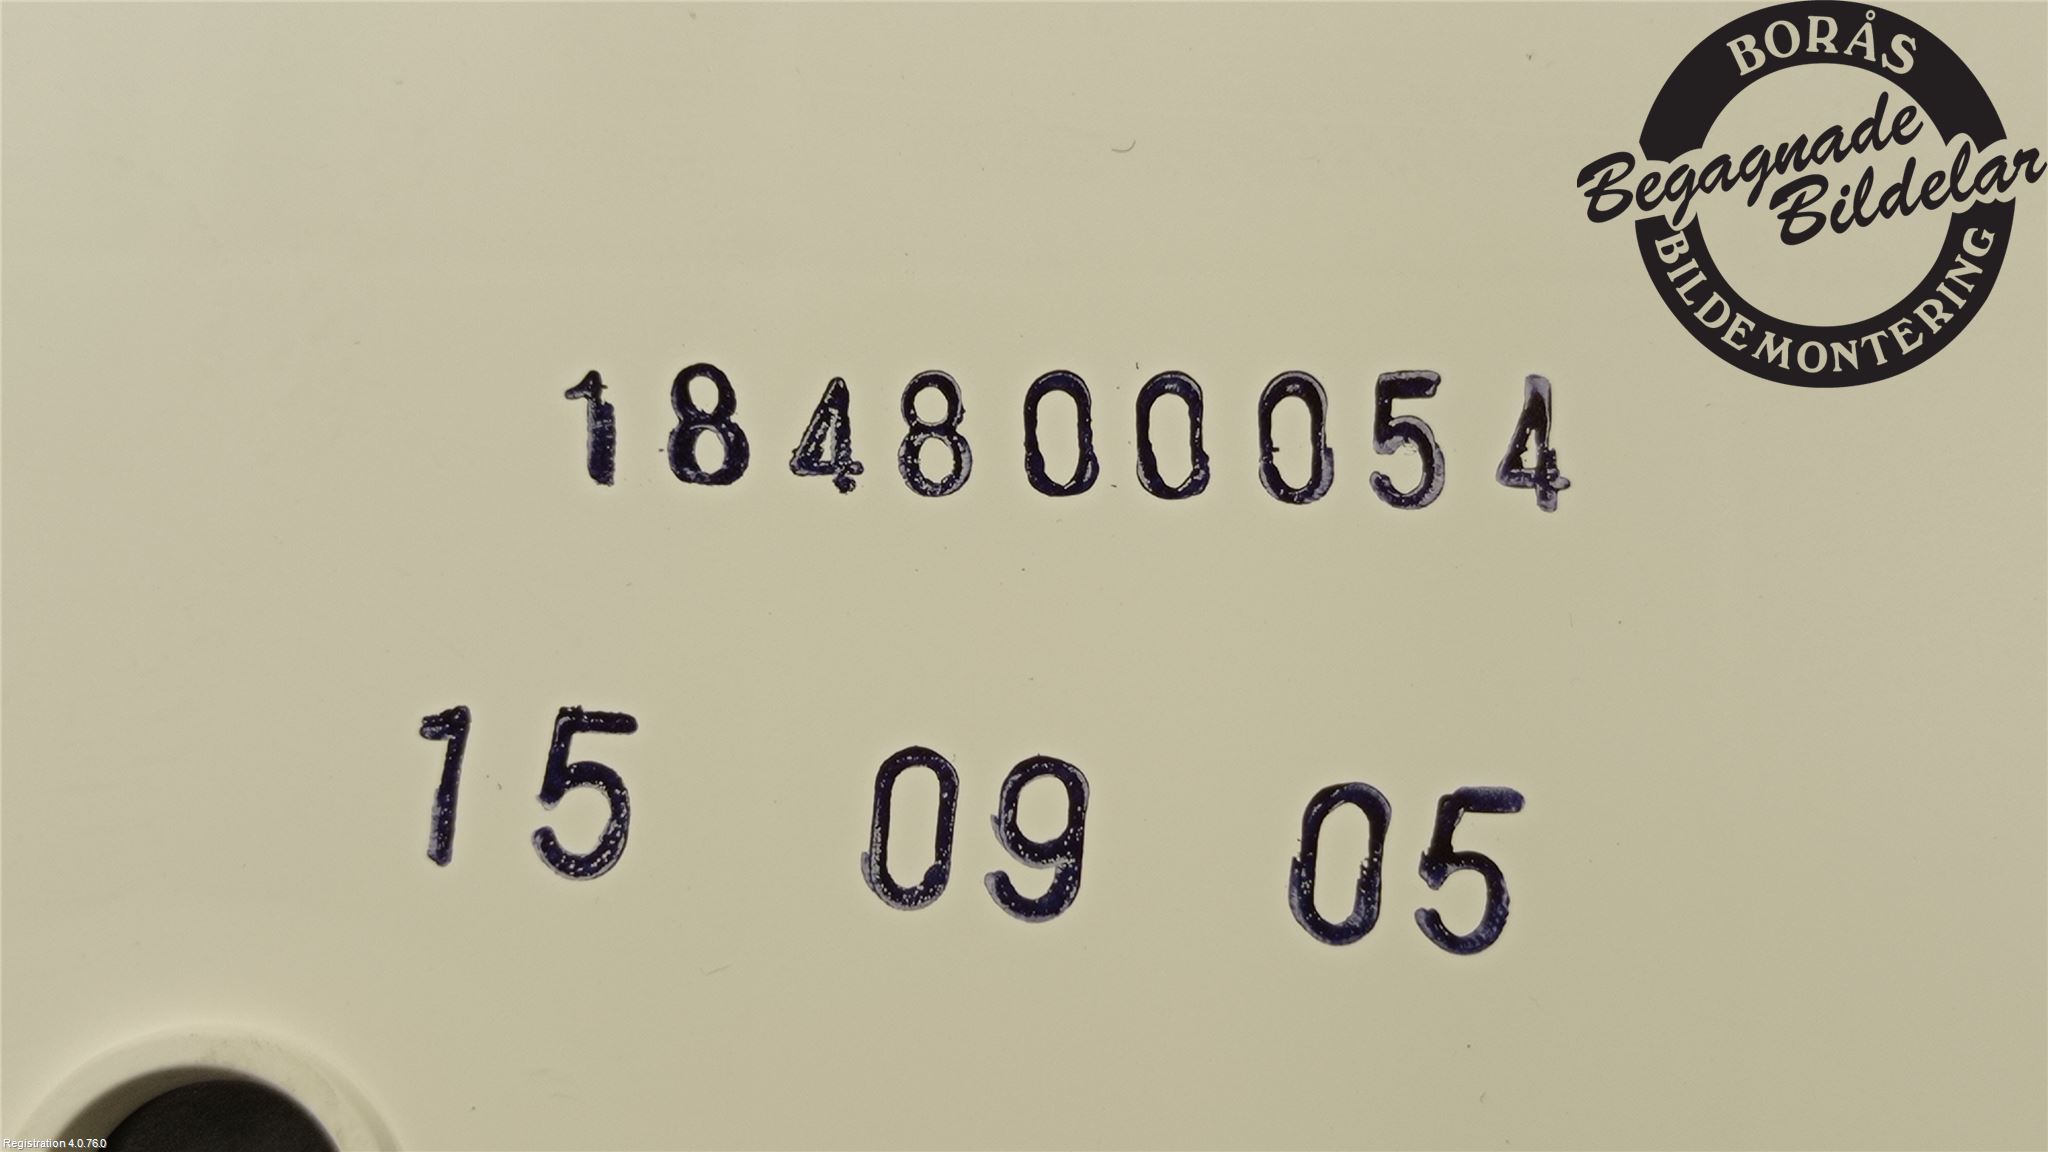 BORÅS
Begagnade
Bildelar
BILDEMONTERING
184800054
15 09 05
Registration 4.0.76.0